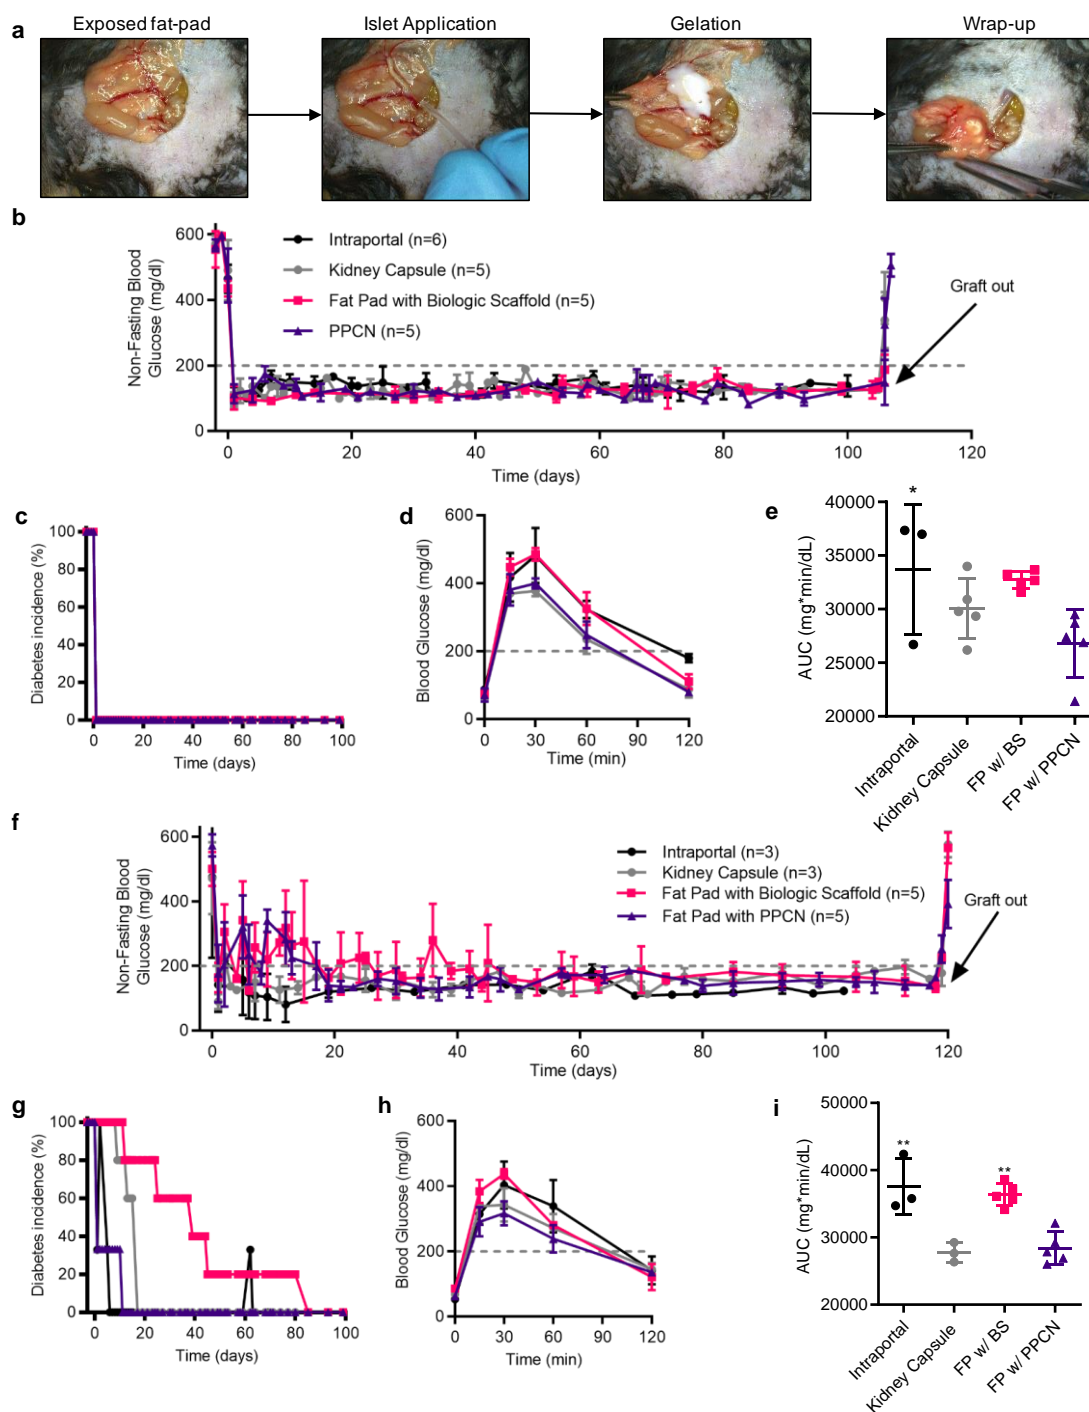 a
Exposed fat-pad
Islet Application
Gelation
Wrap-up
b
Non-Fasting Blood
Glucose (mg/dl)
600
400
200
0
Intraportal (n=6)
Kidney Capsule (n=5)
Fat Pad with Biologic Scaffold (n=5)
PPCN (n=5)
Graft out
0 20 40 60 80 100 120
Time (days)
c
Diabetes incidence (%)
100
80
60
40
20
0
0 20 40 60 80 100
Time (days)
d
Blood Glucose (mg/dl)
600
400
200
0
0 30 60 90 120
Time (min)
e
AUC (mg*min/dL)
40000
35000
30000
25000
20000
*
Intraportal
Kidney Capsule
FP w/ BS
FP w/ PPCN
f
Non-Fasting Blood
Glucose (mg/dl)
600
400
200
0
Intraportal (n=3)
Kidney Capsule (n=3)
Fat Pad with Biologic Scaffold (n=5)
Fat Pad with PPCN (n=5)
Graft out
0 20 40 60 80 100 120
Time (days)
g
Diabetes incidence (%)
100
80
60
40
20
0
0 20 40 60 80 100
Time (days)
h
Blood Glucose (mg/dl)
600
400
200
0
0 30 60 90 120
Time (min)
i
AUC (mg*min/dL)
50000
40000
30000
20000
**
**
Intraportal
Kidney Capsule
FP w/ BS
FP w/ PPCN